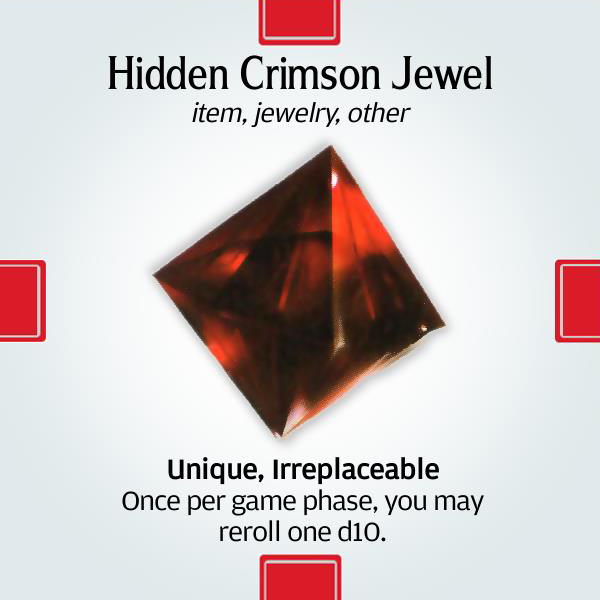 Hidden Crimson Jewel
item, jewelry, other
Unique, Irreplaceable
Once per game phase, you may
reroll one d10.